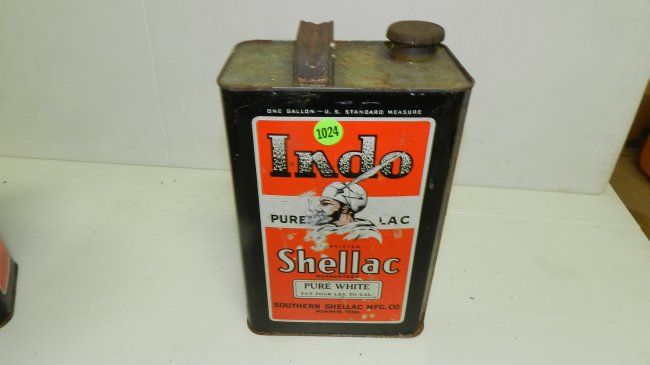 ONE GALLON — U. S. STANDARD MEASURE
1024
Indo
PURE LAC
Shellac
GUARANTEED
PURE WHITE
CUT FOUR LBS. TO GAL.
SOUTHERN SHELLAC MFG. CO.
MEMPHIS, TENN.